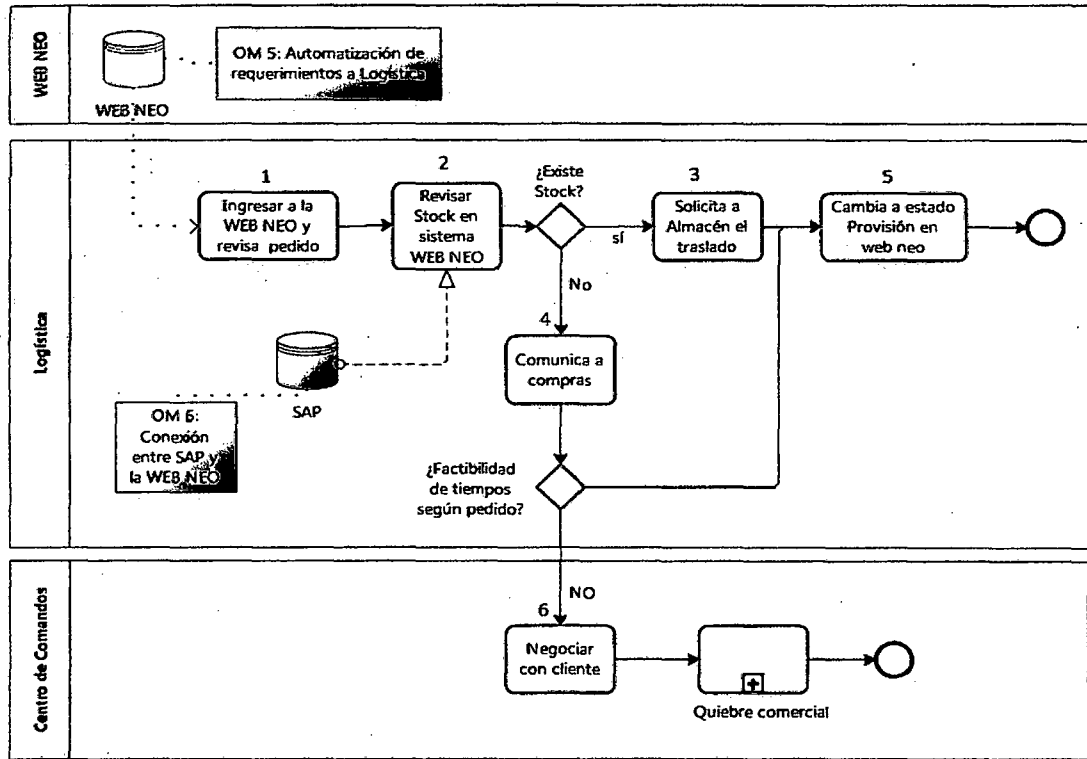 WEB NEO
WEB NEO
OM 5: Automatización de
requerimientos a Logística
Logística
1
Ingresar a la
WEB NEO y
revisa pedido
2
Revisar
Stock en
sistema
WEB NEO
¿Existe
Stock?
sí
No
3
Solicita a
Almacén el
traslado
5
Cambia a estado
Provisión en
web neo
SAP
OM 6:
Conexión
entre SAP y
la WEB NEO
4
Comunica a
compras
¿Factibilidad
de tiempos
según pedido?
Centro de Comandos
NO
6
Negociar
con cliente
Quiebre comercial